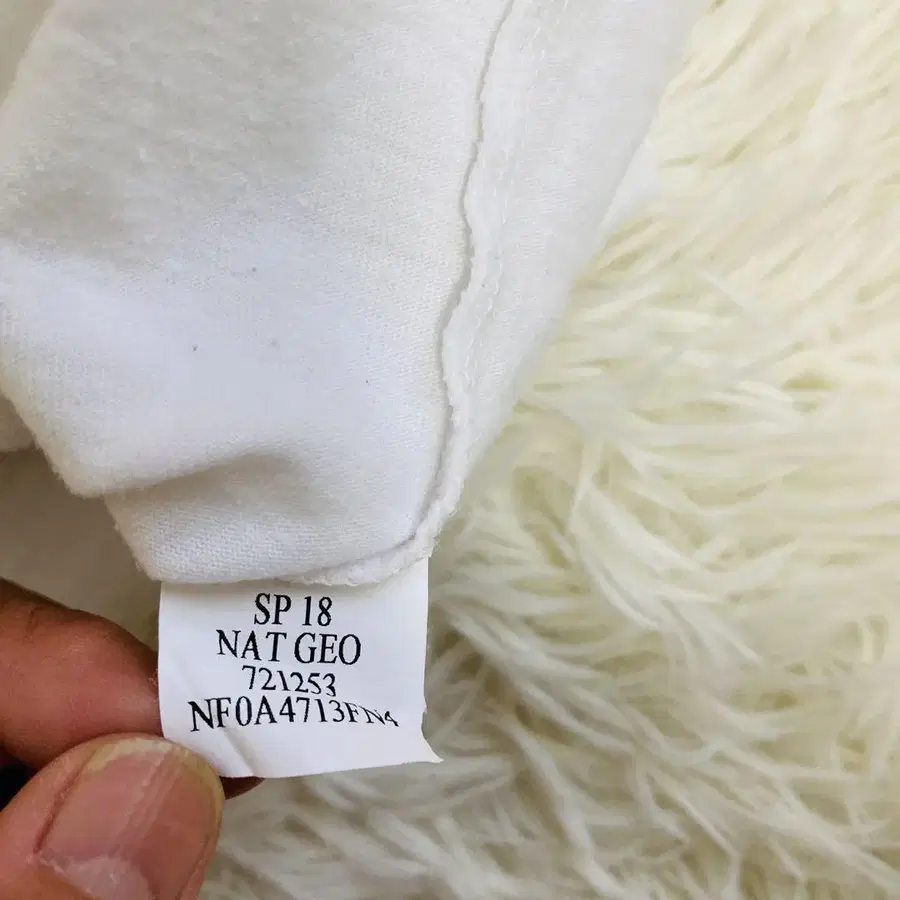 SP 18
NAT GEO
721253
NF0A4713FN4